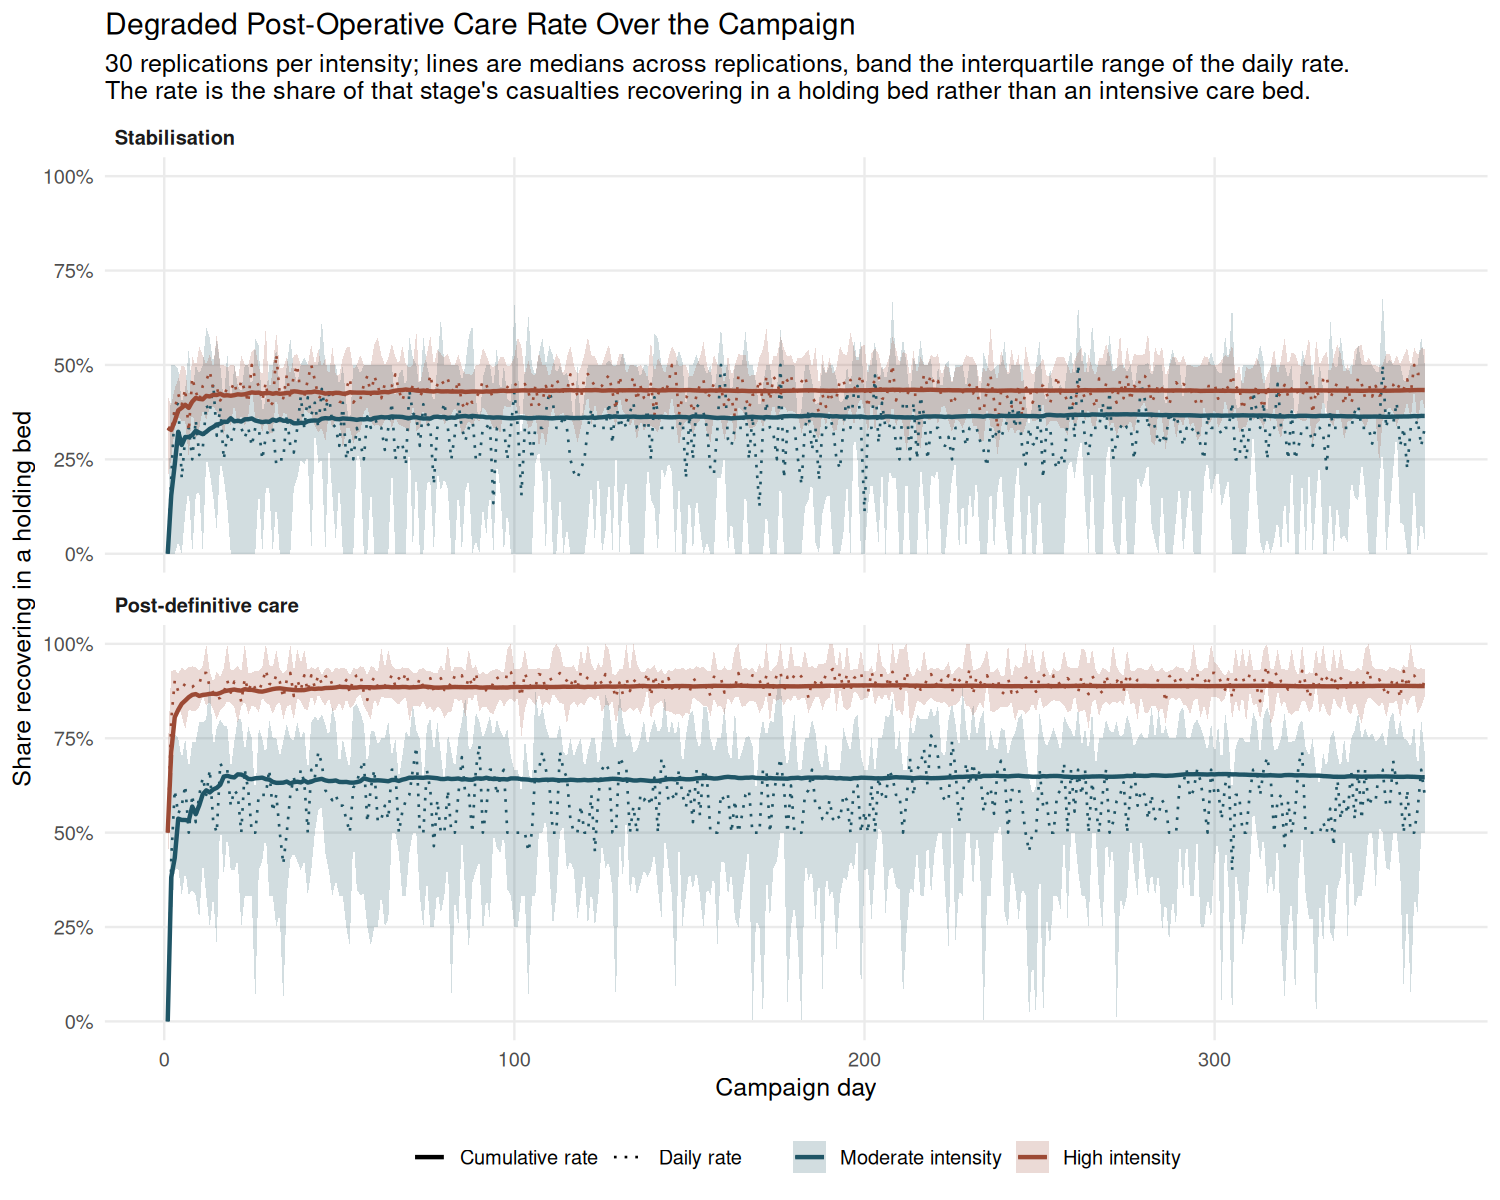 Degraded Post-Operative Care Rate Over the Campaign
30 replications per intensity; lines are medians across replications, band the interquartile range of the daily rate.
The rate is the share of that stage's casualties recovering in a holding bed rather than an intensive care bed.
Stabilisation
100%
75%
50%
25%
0%
Share recovering in a holding bed
Post-definitive care
100%
75%
50%
25%
0%
0 100 200 300
Campaign day
Cumulative rate Daily rate Moderate intensity High intensity